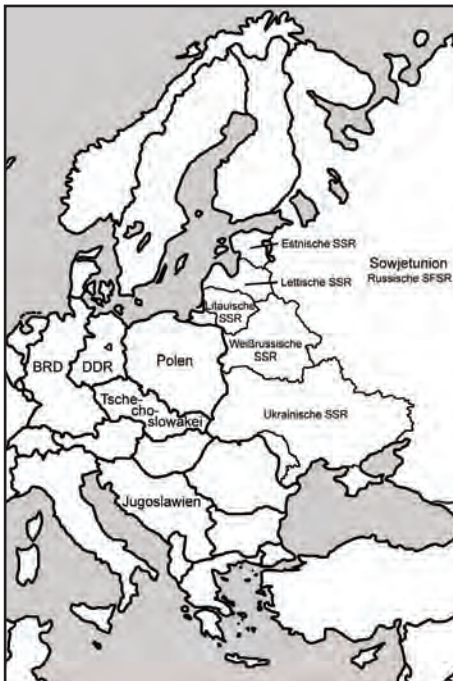 Estnische SSR
Sowjetunion
Russische SFSR
Lettische SSR
Litauische
SSR
Weißrussische
SSR
BRD
DDR
Polen
Tsche-
cho-
slowakei
Ukrainische SSR
Jugoslawien